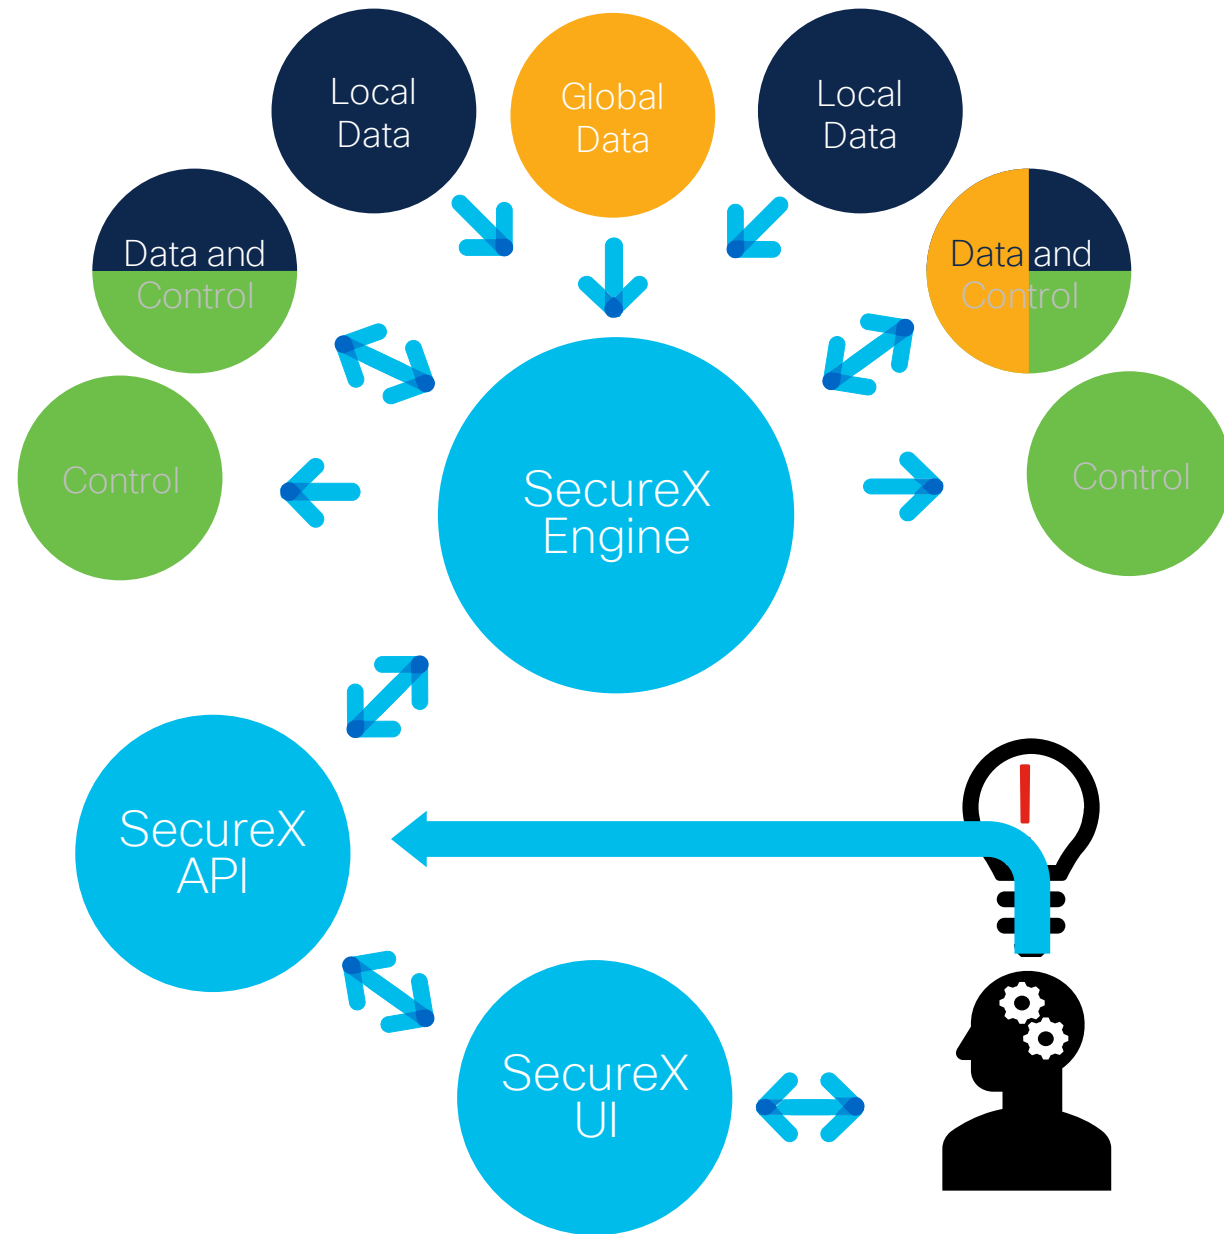 Local
Data
Global
Data
Local
Data
Data and
Control
Data and
Control
Control
SecureX
Engine
Control
SecureX
API
!
SecureX
UI